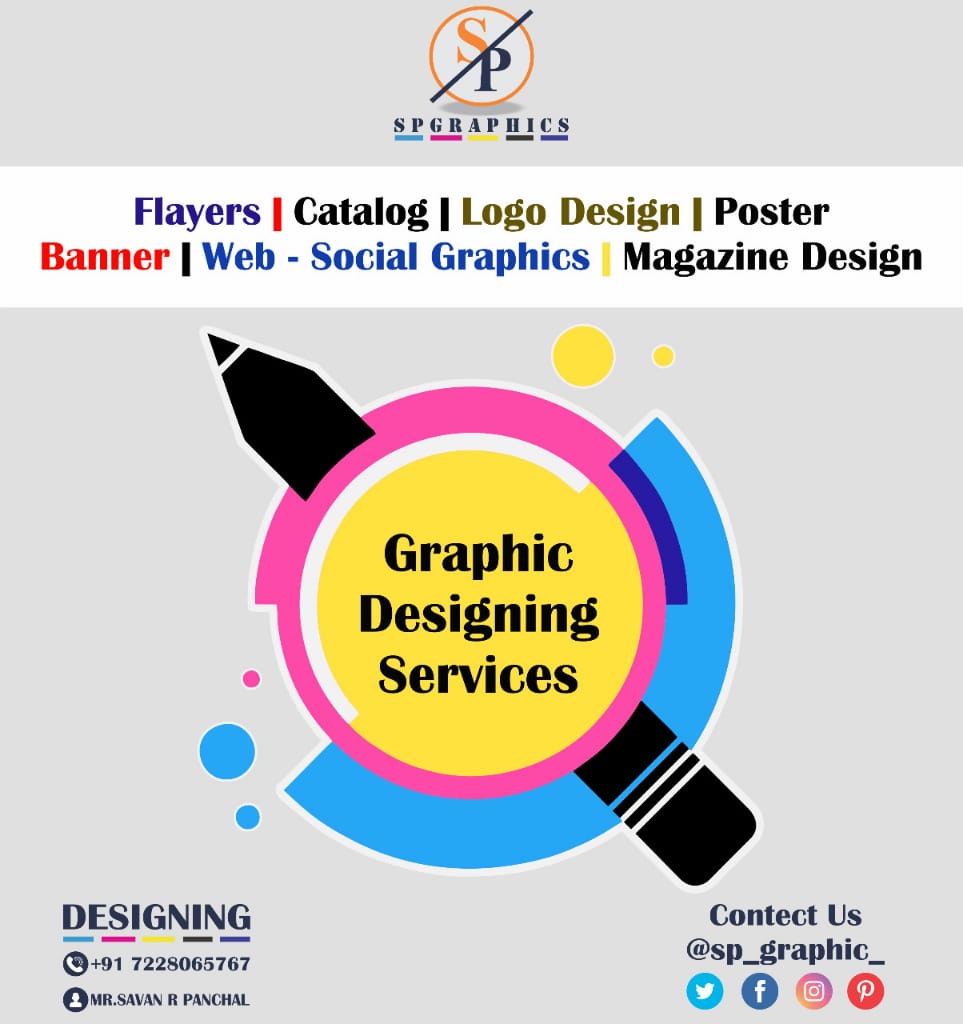 SP
SPGRAPHICS
Flayers | Catalog | Logo Design | Poster
Banner | Web - Social Graphics | Magazine Design
Graphic
Designing
Services
DESIGNING
+91 7228065767
MR.SAVAN R PANCHAL
Contect Us
@sp_graphic_